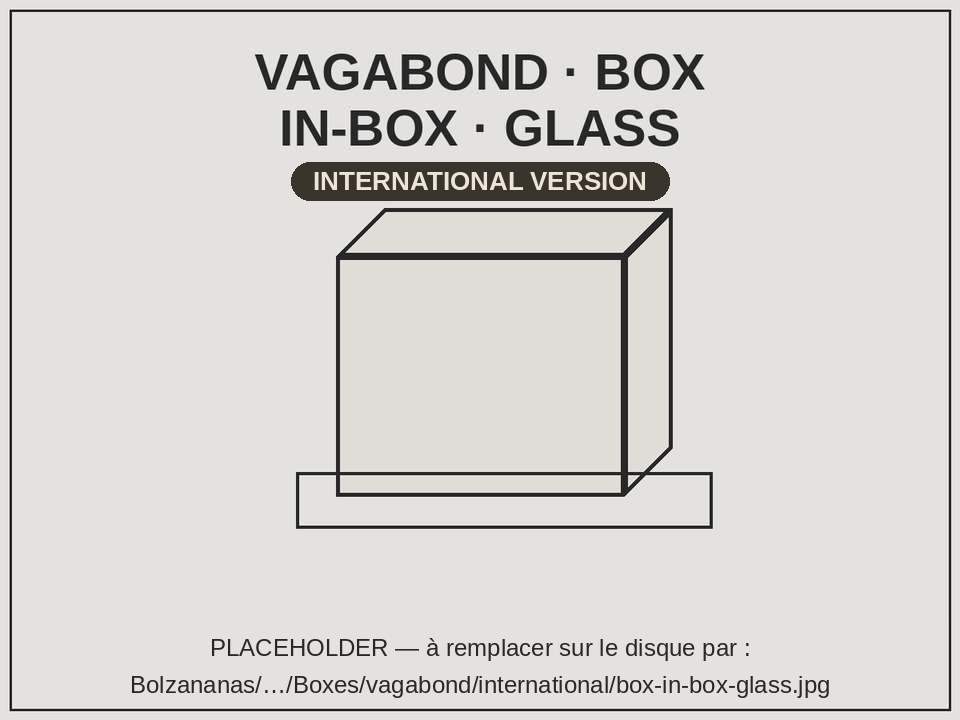 VAGABOND · BOX
IN-BOX · GLASS
INTERNATIONAL VERSION
PLACEHOLDER — à remplacer sur le disque par :
Bolzananas/…/Boxes/vagabond/international/box-in-box-glass.jpg